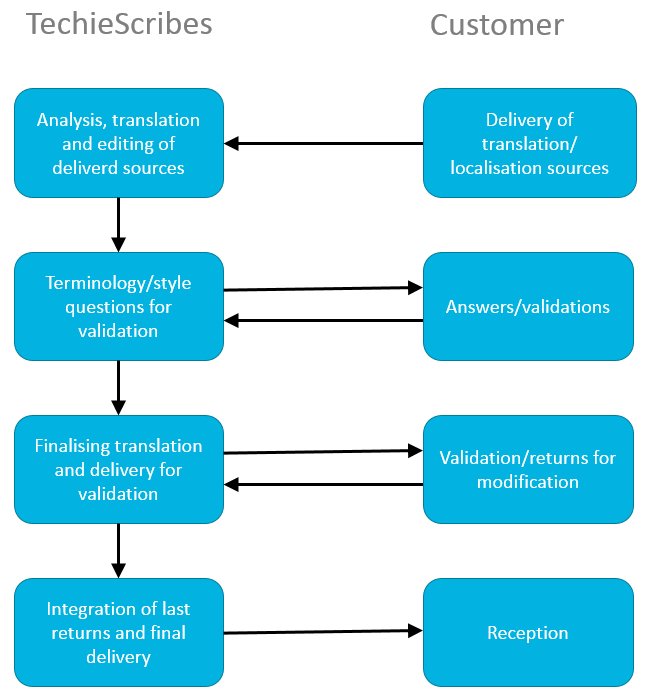 TechieScribes
Customer
Analysis, translation
and editing of
deliverd sources
Delivery of
translation/
localisation sources
Terminology/style
questions for
validation
Answers/validations
Finalising translation
and delivery for
validation
Validation/returns for
modification
Integration of last
returns and final
delivery
Reception